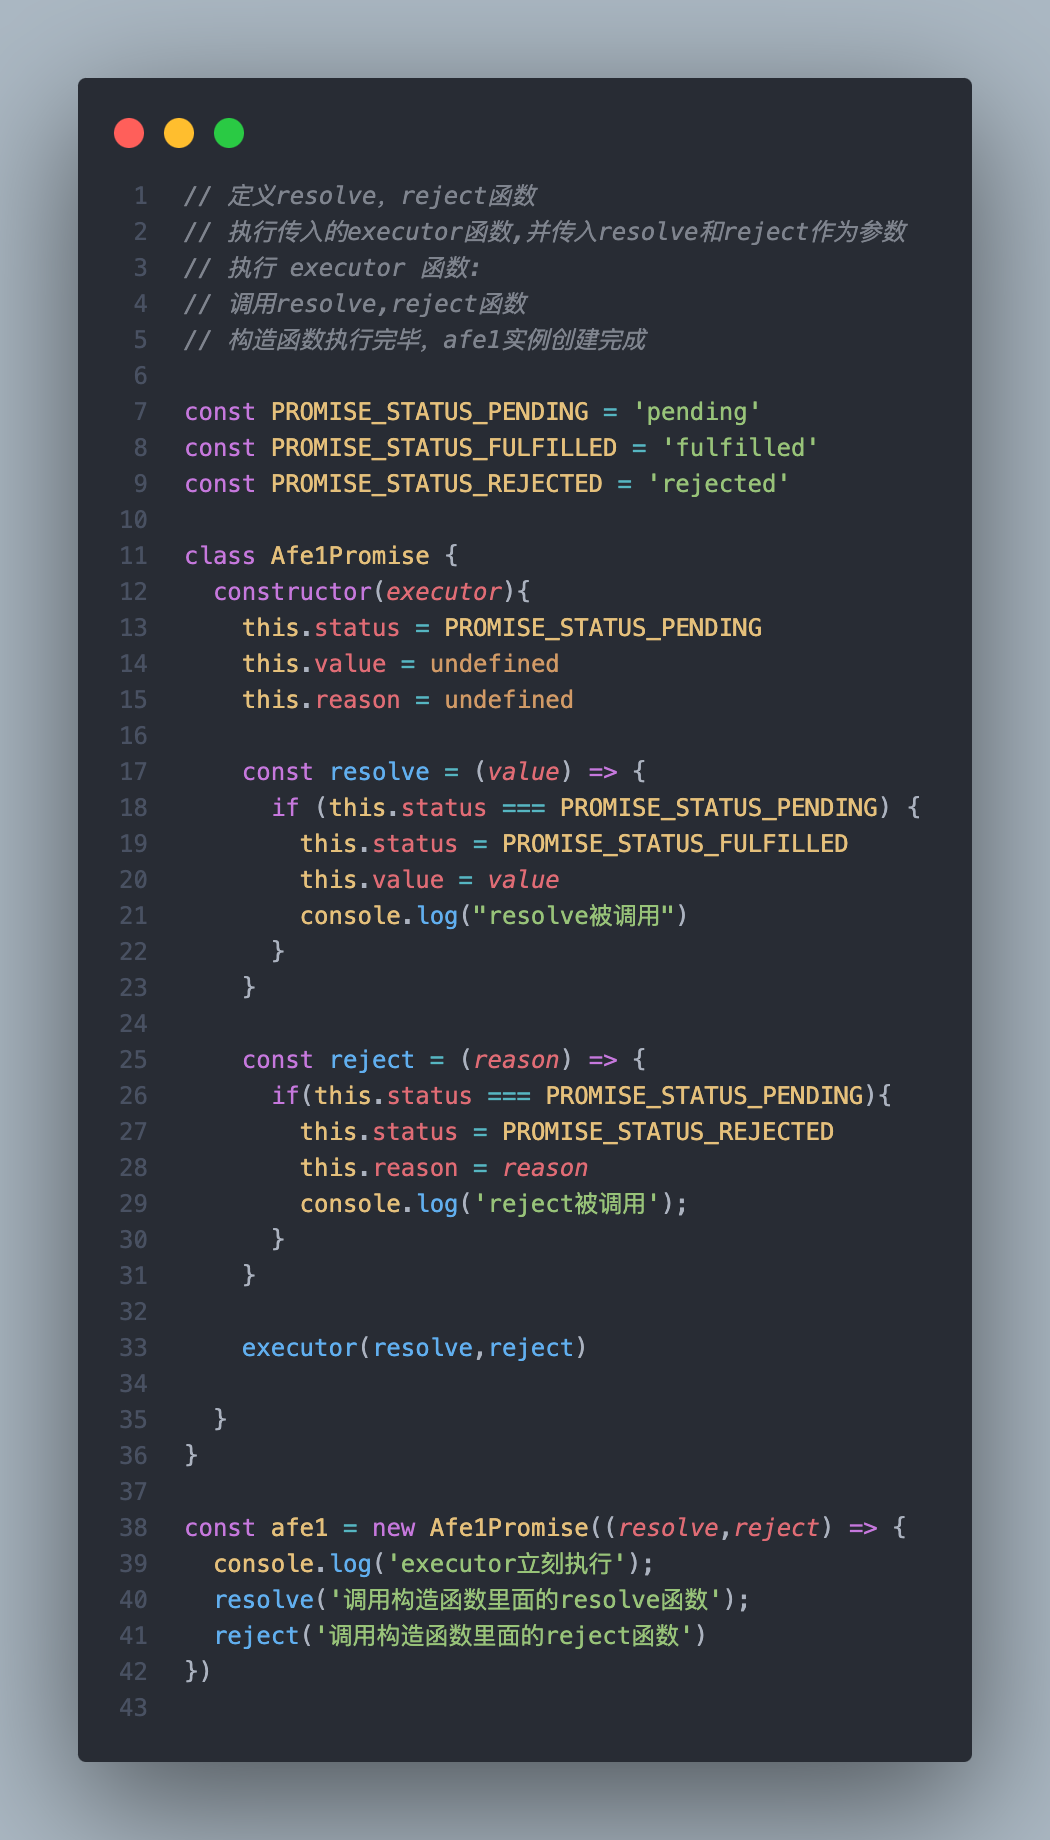 1 // 定义resolve，reject函数
2 // 执行传入的executor函数,并传入resolve和reject作为参数
3 // 执行 executor 函数:
4 // 调用resolve,reject函数
5 // 构造函数执行完毕，afe1实例创建完成
6
7 const PROMISE_STATUS_PENDING = 'pending'
8 const PROMISE_STATUS_FULFILLED = 'fulfilled'
9 const PROMISE_STATUS_REJECTED = 'rejected'
10
11 class Afe1Promise {
12   constructor(executor){
13     this.status = PROMISE_STATUS_PENDING
14     this.value = undefined
15     this.reason = undefined
16
17     const resolve = (value) => {
18       if (this.status === PROMISE_STATUS_PENDING) {
19         this.status = PROMISE_STATUS_FULFILLED
20         this.value = value
21         console.log("resolve被调用")
22       }
23     }
24
25     const reject = (reason) => {
26       if(this.status === PROMISE_STATUS_PENDING){
27         this.status = PROMISE_STATUS_REJECTED
28         this.reason = reason
29         console.log('reject被调用');
30       }
31     }
32
33     executor(resolve,reject)
34
35   }
36 }
37
38 const afe1 = new Afe1Promise((resolve,reject) => {
39   console.log('executor立刻执行');
40   resolve('调用构造函数里面的resolve函数');
41   reject('调用构造函数里面的reject函数')
42 })
43